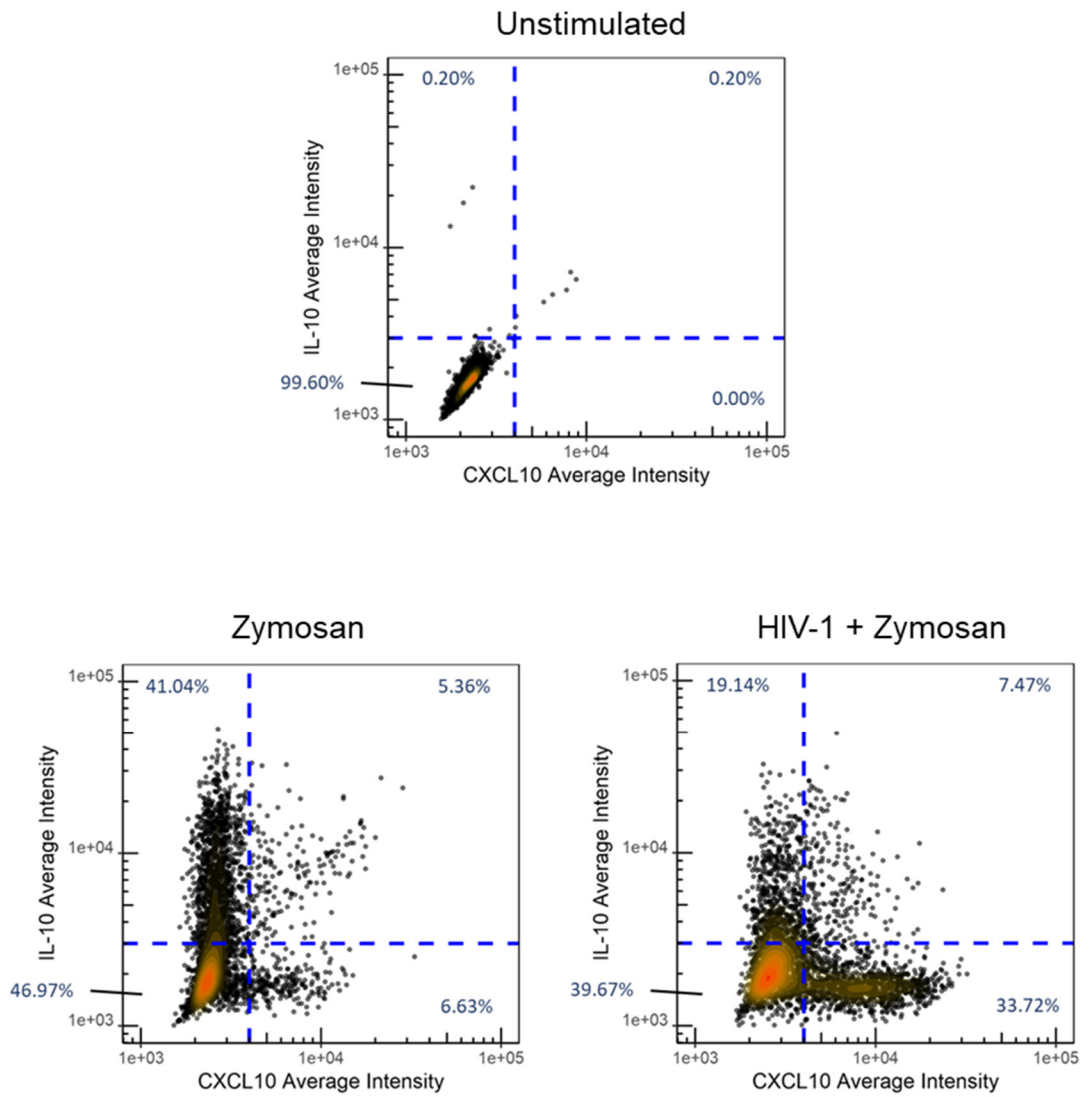 Unstimulated
1e+05
0.20%
0.20%
IL-10 Average Intensity
1e+04
99.60%
0.00%
1e+03
1e+03
1e+04
1e+05
CXCL10 Average Intensity
Zymosan
1e+05
41.04%
5.36%
IL-10 Average Intensity
1e+04
46.97%
6.63%
1e+03
1e+03
1e+04
1e+05
CXCL10 Average Intensity
HIV-1 + Zymosan
1e+05
19.14%
7.47%
IL-10 Average Intensity
1e+04
39.67%
33.72%
1e+03
1e+03
1e+04
1e+05
CXCL10 Average Intensity